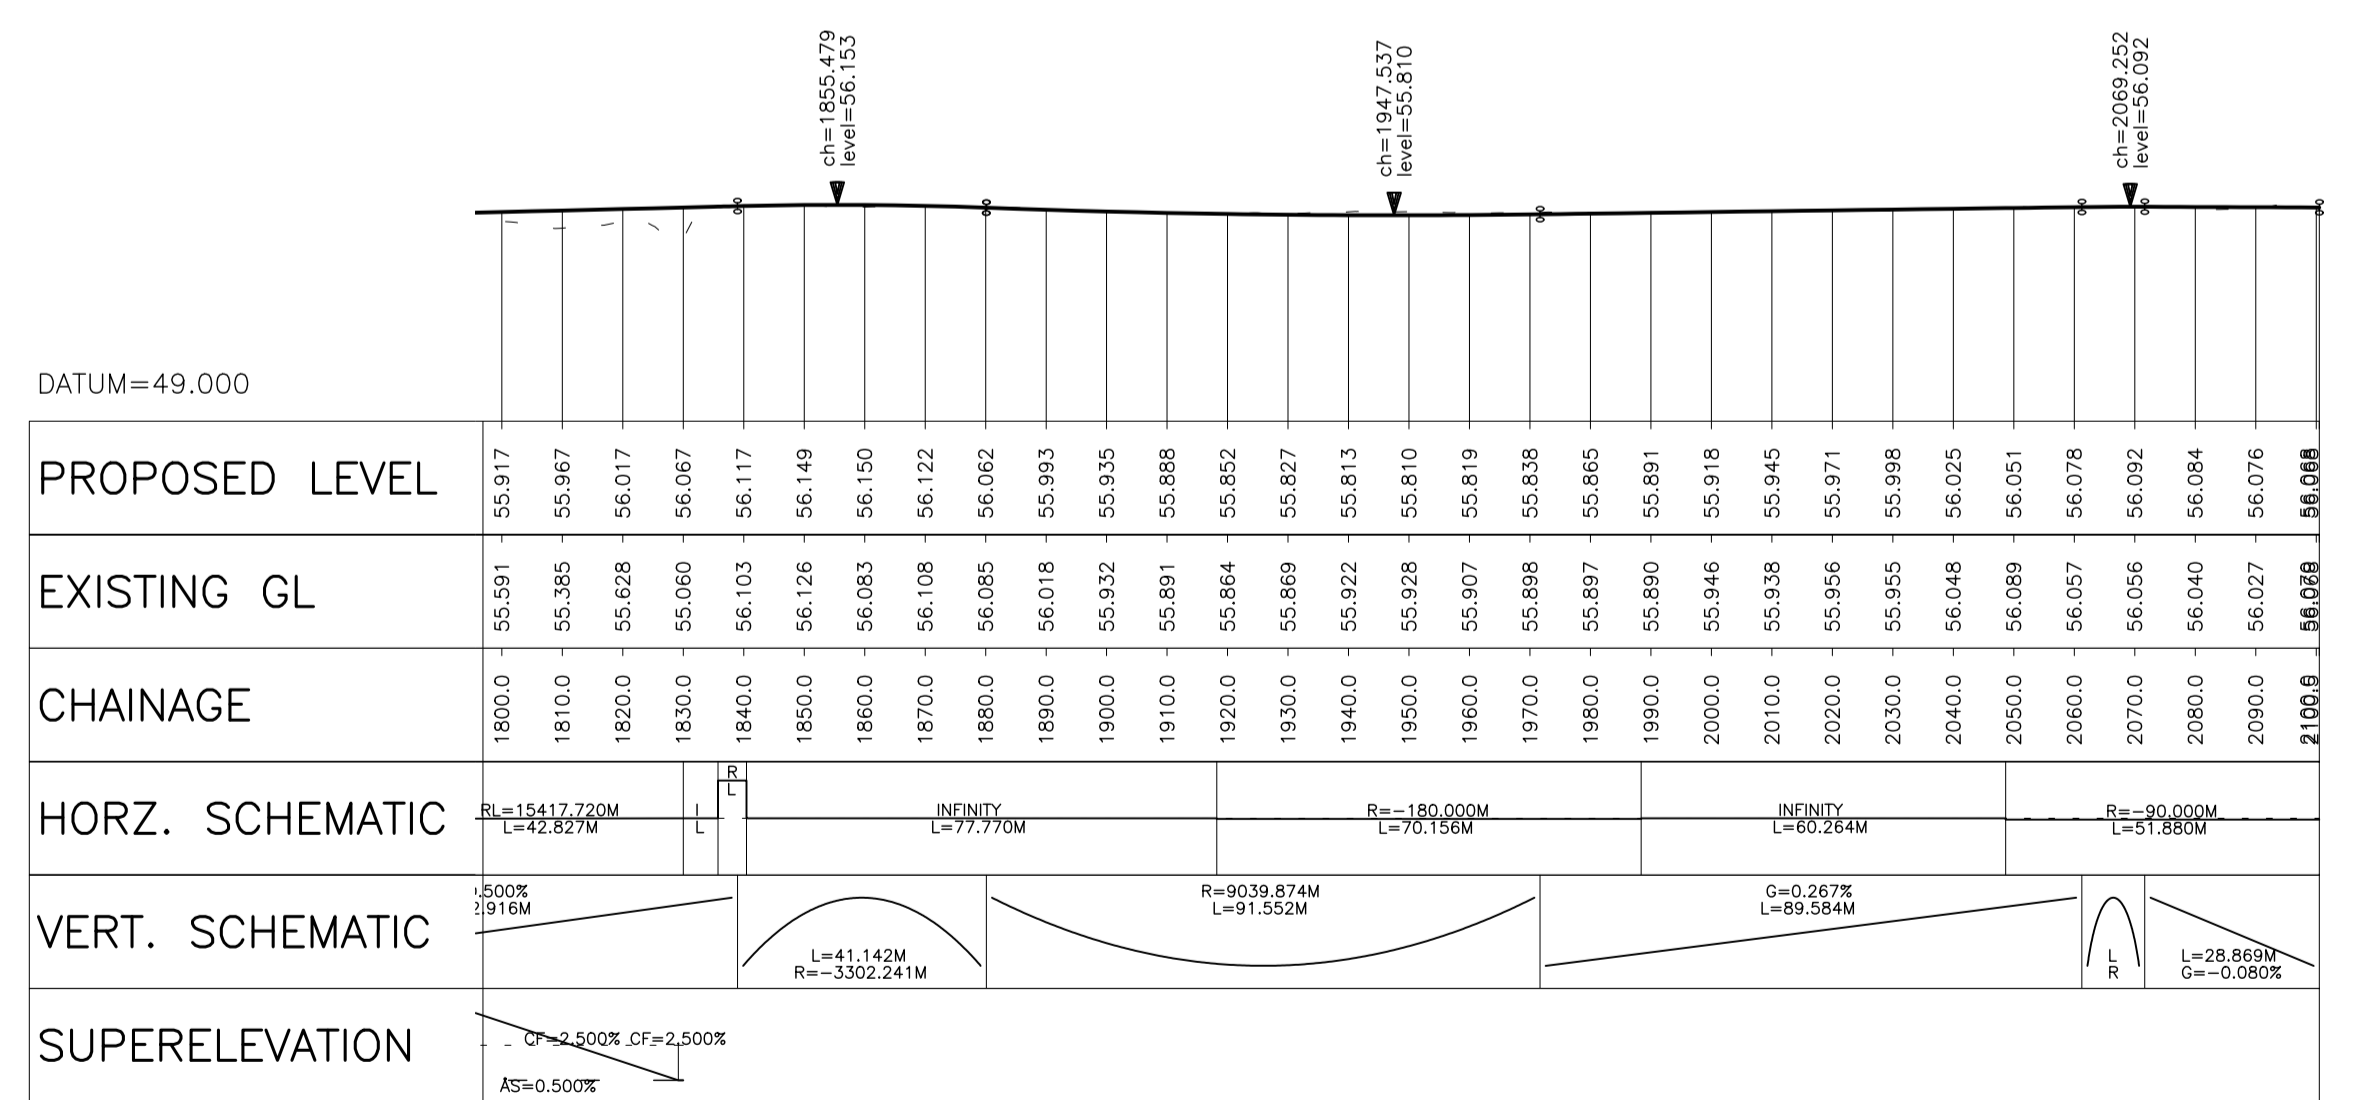 ch=1855.479
level=56.153
ch=1947.537
level=55.810
ch=2069.252
level=56.092
DATUM=49.000
PROPOSED LEVEL
55.917 55.967 56.017 56.067 56.117 56.149 56.150 56.122 56.062 55.993 55.935 55.888 55.852 55.827 55.813 55.810 55.819 55.838 55.865 55.891 55.918 55.945 55.971 55.998 56.025 56.051 56.078 56.092 56.084 56.076
EXISTING GL
55.591 55.385 55.628 55.060 56.103 56.126 56.083 56.108 56.085 56.018 55.932 55.891 55.864 55.869 55.922 55.928 55.907 55.898 55.897 55.890 55.946 55.938 55.956 55.955 56.048 56.089 56.057 56.056 56.040 56.027
CHAINAGE
1800.0 1810.0 1820.0 1830.0 1840.0 1850.0 1860.0 1870.0 1880.0 1890.0 1900.0 1910.0 1920.0 1930.0 1940.0 1950.0 1960.0 1970.0 1980.0 1990.0 2000.0 2010.0 2020.0 2030.0 2040.0 2050.0 2060.0 2070.0 2080.0 2090.0
HORZ. SCHEMATIC
RL=15417.720M
L=42.827M
I
L
R
L
INFINITY
L=77.770M
R=-180.000M
L=70.156M
INFINITY
L=60.264M
R=-90.000M
L=51.880M
VERT. SCHEMATIC
.500%
2.916M
L=41.142M
R=-3302.241M
R=9039.874M
L=91.552M
G=0.267%
L=89.584M
L
R
L=28.869M
G=-0.080%
SUPERELEVATION
CF=2.500% CF=2.500%
AS=0.500%